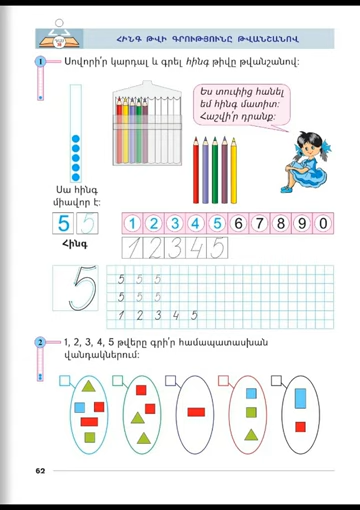 ՀԻՆԳ ԹՎԻ ԳՐՈՒԹՅՈՒՆԸ ԹՎԱՆՇԱՆՈՎ
1 Սովորի՛ր կարդալ և գրել հինգ թիվը թվանշանով:
Ես տուփից հանել
եմ հինգ մատիտ:
Հաշվի՛ր դրանք:
Սա հինգ
միավոր է:
5 5
1 2 3 4 5 6 7 8 9 0
Հինգ
1 2 3 4 5
5
5 5 5
5 5 5
1 2 3 4 5
2 1, 2, 3, 4, 5 թվերը գրի՛ր համապատասխան
վանդակներում:
62